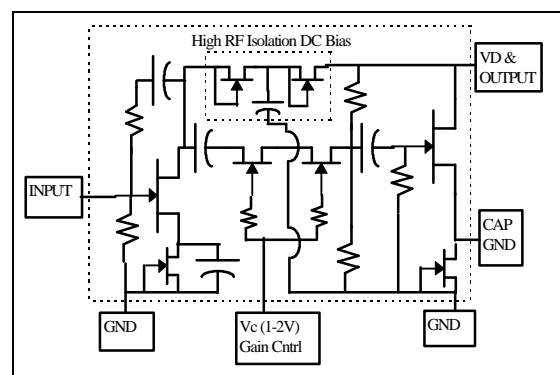 High RF Isolation DC Bias
VD &
OUTPUT
INPUT
CAP
GND
GND
Vc (1-2V)
Gain Cntrl
GND